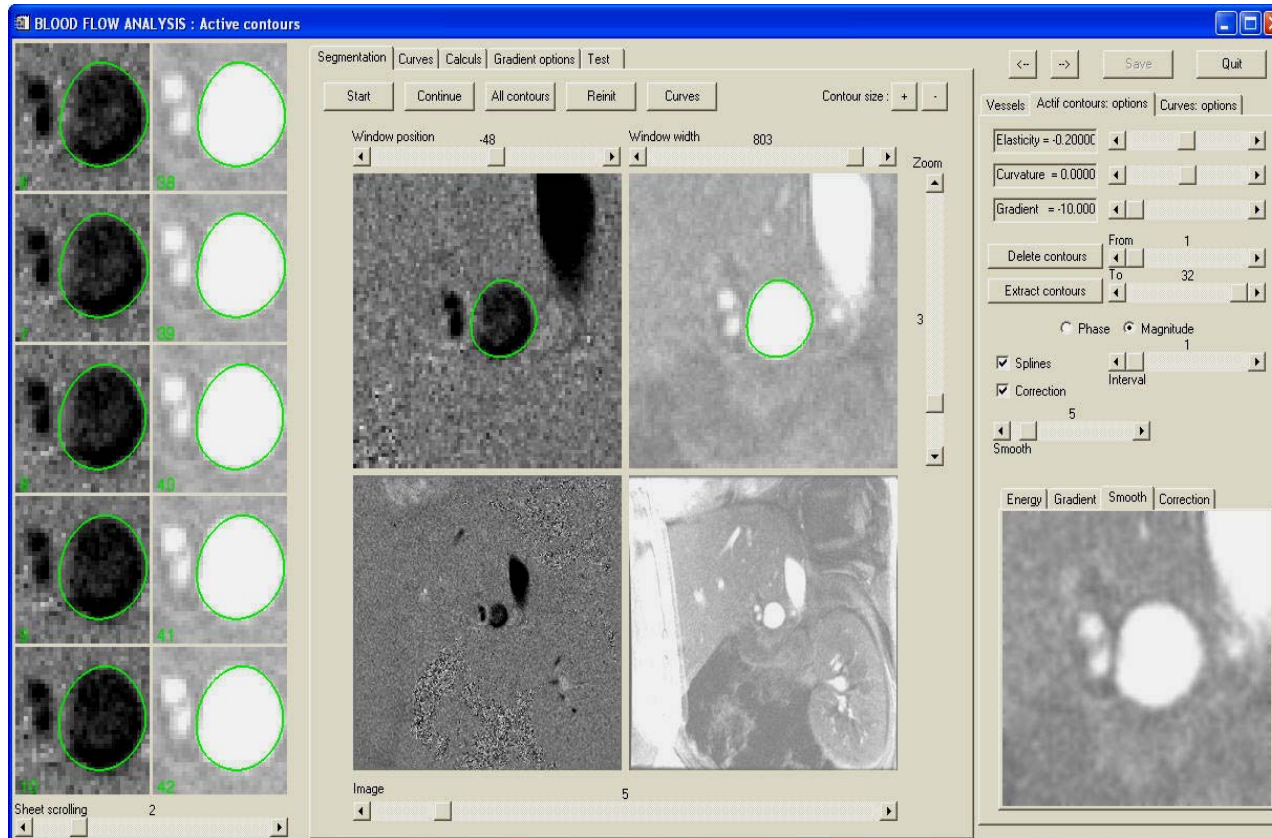 BLOOD FLOW ANALYSIS : Active contours
Segmentation Curves Calculs Gradient options Test
<-- --> Save Quit
Start Continue All contours Reinit Curves Contour size : + -
Vessels Actif contours: options Curves: options
Window position -48 Window width 803
Zoom
3
Elasticity = -0.2000
Curvature = 0.0000
Gradient = -10.000
From 1
Delete contours
To 32
Extract contours
Phase Magnitude
1
Splines
Interval
Correction
5
Smooth
Energy Gradient Smooth Correction
38
7 39
40
9 41
10 42
Sheet scrolling 2
Image 5